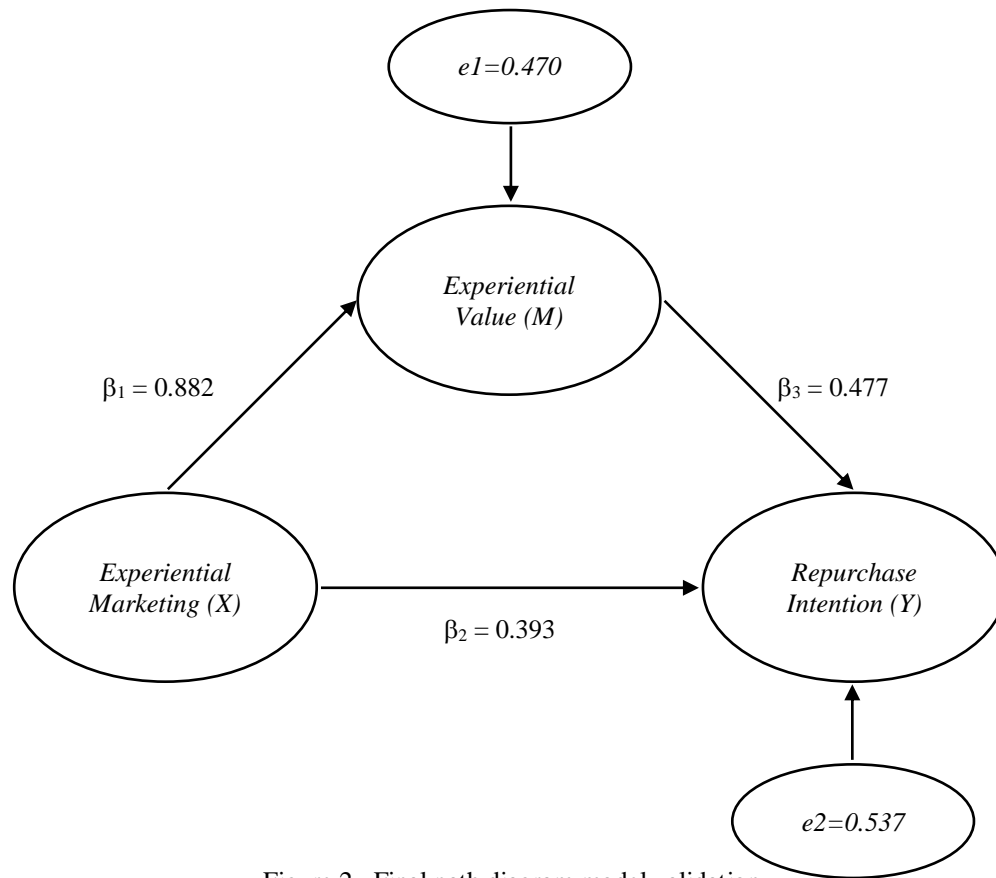 e1=0.470
Experiential
Value (M)
β₁ = 0.882
β₃ = 0.477
Experiential
Marketing (X)
Repurchase
Intention (Y)
β₂ = 0.393
e2=0.537